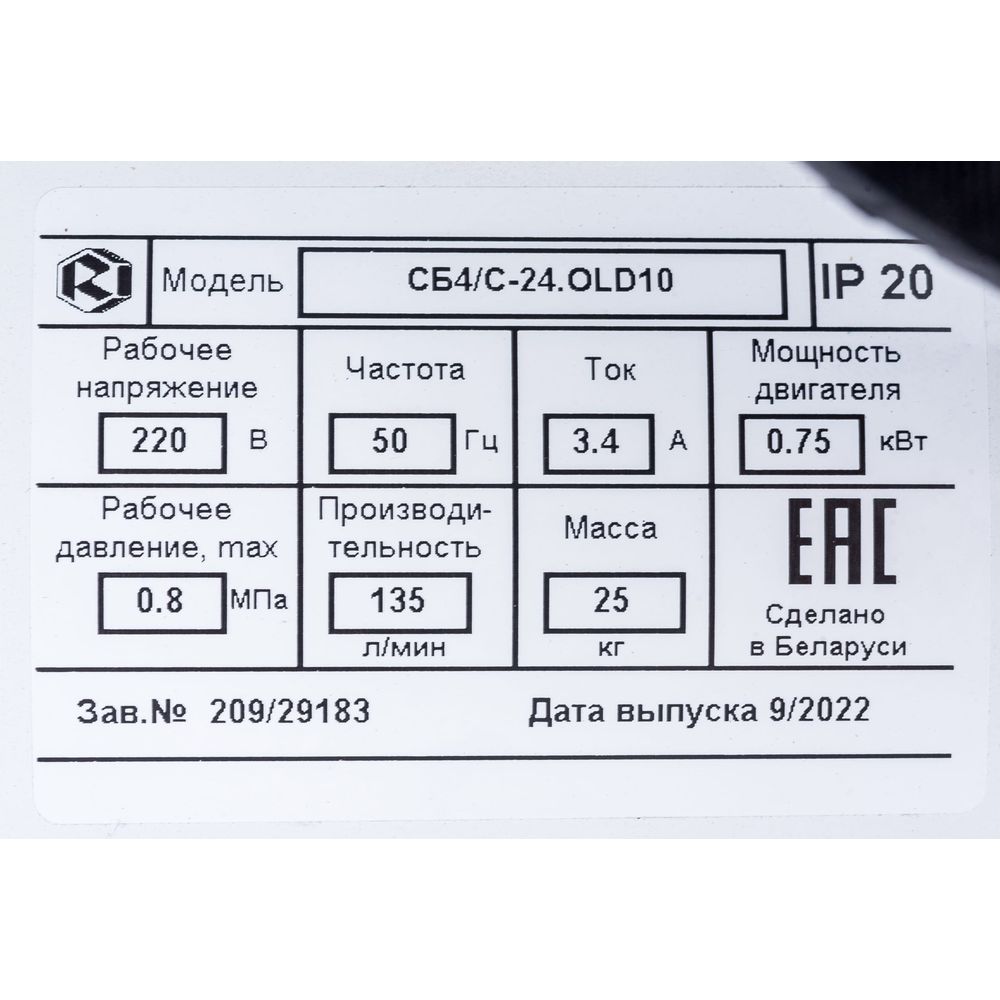 RI Модель СБ4/С-24.OLD10 IP 20
Рабочее напряжение 220 В
Частота 50 Гц
Ток 3.4 А
Мощность двигателя 0.75 кВт
Рабочее давление, max 0.8 МПа
Производи-
тельность
135
л/мин
Масса
25
кг
ЕАС
Сделано
в Беларуси
Зав.№ 209/29183 Дата выпуска 9/2022